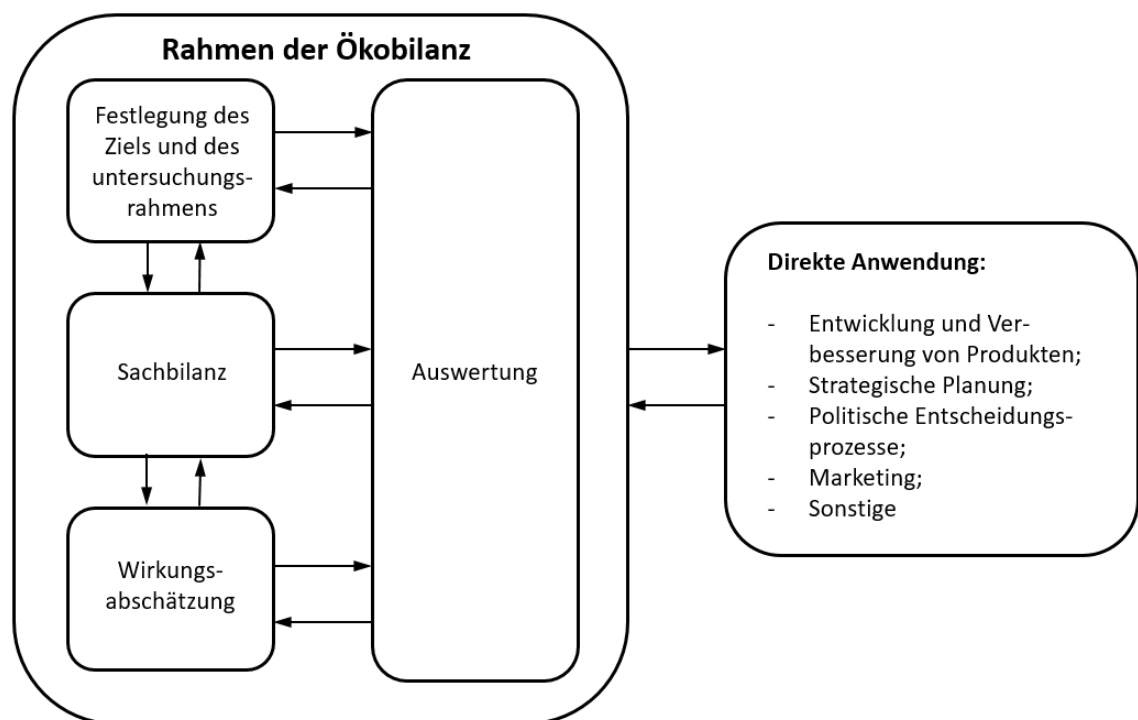 Rahmen der Ökobilanz
Festlegung des
Ziels und des
untersuchungs-
rahmens
Sachbilanz
Wirkungs-
abschätzung
Auswertung
Direkte Anwendung:
- Entwicklung und Ver-
besserung von Produkten;
- Strategische Planung;
- Politische Entscheidungs-
prozesse;
- Marketing;
- Sonstige